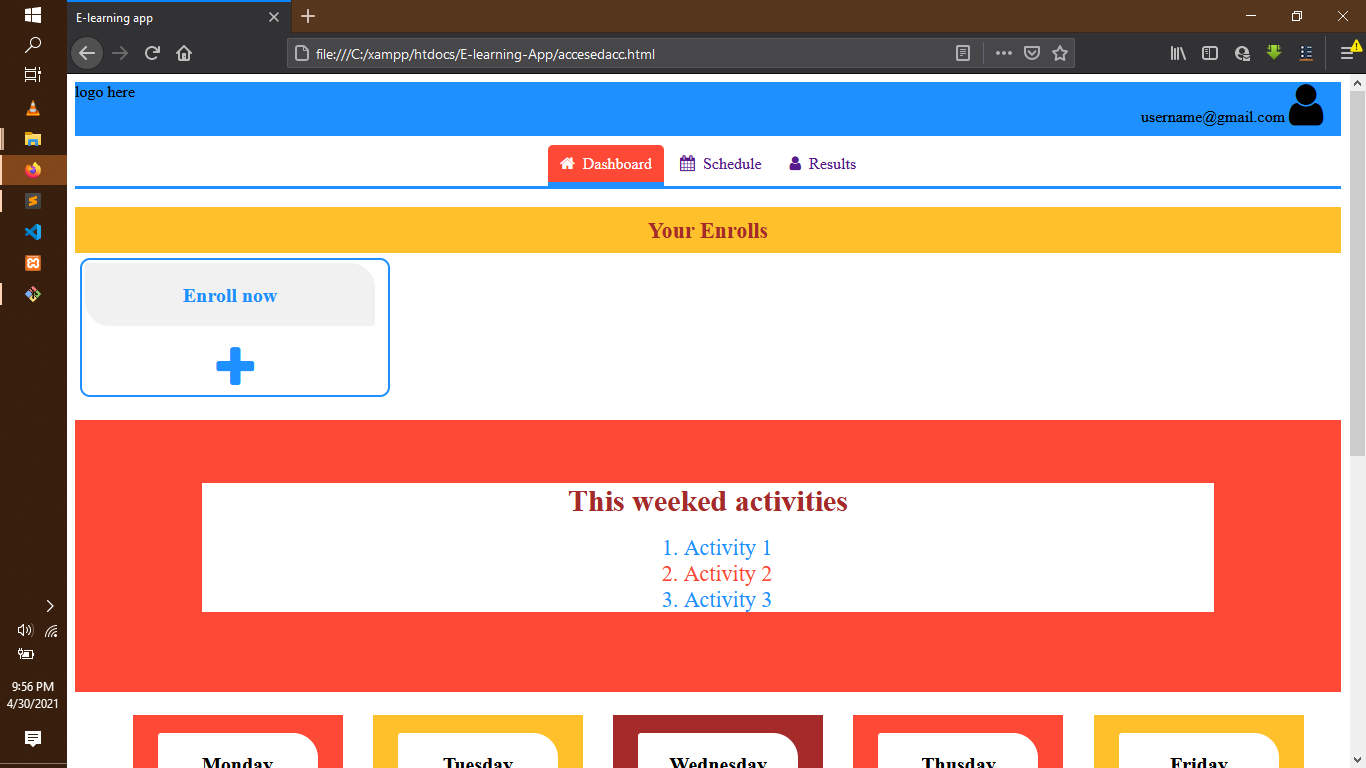 E-learning app
file:///C:/xampp/htdocs/E-learning-App/accesedacc.html
logo here
username@gmail.com
Dashboard Schedule Results
Your Enrolls
Enroll now
This weeked activities
1. Activity 1
2. Activity 2
3. Activity 3
Monday Tuesday Wednesday Thusday Friday
9:56 PM
4/30/2021